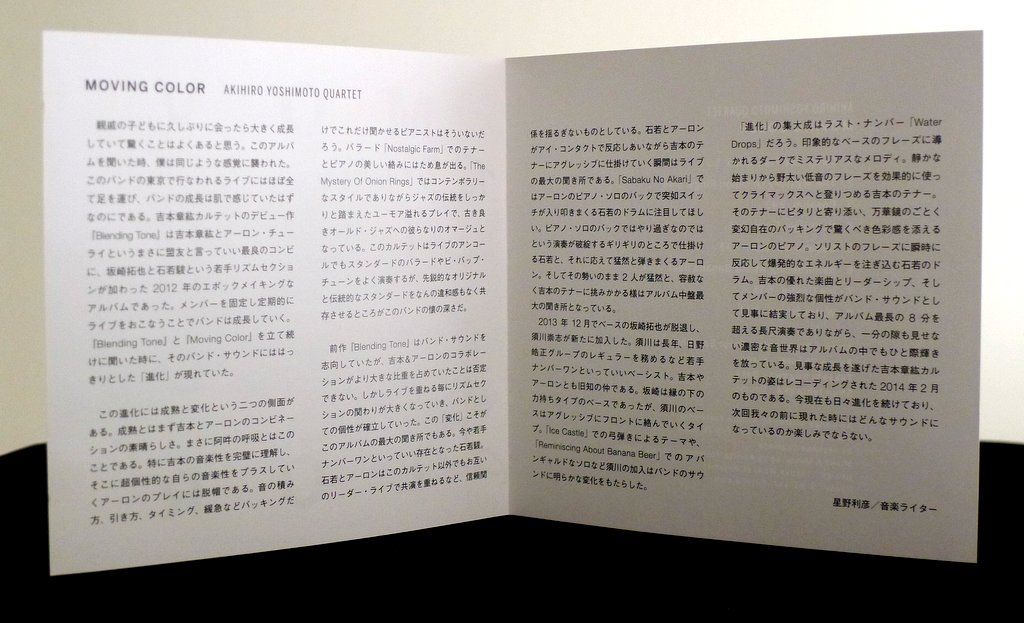 MOVING COLOR AKIHIRO YOSHIMOTO QUARTET
親戚の子どもに久しぶりに会ったら大きく成長
していて驚くことはよくあると思う。このアルバ
ムを聞いた時、僕は同じような感覚に襲われた。
このバンドの東京で行なわれるライブにはほぼ全
て足を運び、バンドの成長は肌で感じていたはず
なのにである。吉本章紘カルテットのデビュー作
「Blending Tone」は吉本章紘とアーロン・チュー
ライというまさに盟友と言っていい最良のコンビ
に、坂崎拓也と石若駿という若手リズムセクショ
ンが加わった 2012 年のエポックメイキングな
アルバムであった。メンバーを固定し定期的に
ライブをおこなうことでバンドは成長していく。
「Blending Tone」と「Moving Color」を立て続
けに聞いた時に、そのバンド・サウンドにははっ
きりとした「進化」が現れていた。
この進化には成熟と変化という二つの側面が
ある。成熟とはまず吉本とアーロンのコンビネー
ションの素晴らしさ。まさに阿吽の呼吸とはこの
ことである。特に吉本の音楽性を完璧に理解し、
そこに超個性的な自らの音楽性をプラスしてい
くアーロンのプレイには脱帽である。音の積み
方、引き方、タイミング、緩急などバッキングだ
けでこれだけ聞かせるピアニストはそういないだ
ろう。バラード「Nostalgic Farm」でのテナー
とピアノの美しい絡みにはため息が出る。「The
Mystery Of Onion Rings」ではコンテンポラリー
なスタイルでありながらジャズの伝統をしっか
りと踏まえたユーモア溢れるプレイで、古き良
きオールド・ジャズへの彼らなりのオマージュと
なっている。このカルテットはライブのアンコー
ルでもスタンダードのバラードやビ・バップ・
チューンをよく演奏するが、先鋭的なオリジナル
と伝統的なスタンダードをなんの違和感もなく共
存させるところがこのバンドの懐の深さだ。
前作「Blending Tone」はバンド・サウンドを
志向していたが、吉本&アーロンのコラボレー
ションがより大きな比重を占めていたことは否定
できない。しかしライブを重ねる毎にリズムセク
ションの関わりが大きくなっていき、バンドとし
ての個性が確立していった。この「変化」こそが
このアルバムの最大の聞き所でもある。今や若手
ナンバーワンといっていい存在となった石若駿。
石若とアーロンはこのカルテット以外でもお互い
のリーダー・ライブで共演を重ねるなど、信頼関
係を揺るぎないものとしている。石若とアーロン
がアイ・コンタクトで反応しあいながら吉本のテ
ナーにアグレッシブに仕掛けていく瞬間はライブ
の最大の聞き所である。「Sabaku No Akari」で
はアーロンのピアノ・ソロのバックで突如スイッ
チが入り叩きまくる石若のドラムに注目してほし
い。ピアノ・ソロのバックではやり過ぎなのでは
という演奏が破綻するギリギリのところで仕掛け
る石若と、それに応えて猛然と弾きまくるアーロ
ン。そしてその勢いのまま 2 人が猛然と、容赦な
く吉本のテナーに挑みかかる様はアルバム中盤最
大の聞き所となっている。
2013 年 12月でベースの坂崎拓也が脱退し、
須川崇志が新たに加入した。須川は長年、日野
皓正グループのレギュラーを務めるなど若手
ナンバーワンといっていいベーシスト。吉本や
アーロンとも旧知の仲である。坂崎は縁の下の
力持ちタイプのベースであったが、須川のベー
スはアグレッシブにフロントに絡んでいくタイ
プ。「Ice Castle」での弓弾きによるテーマや、
「Reminiscing About Banana Beer」でのアバ
ンギャルドなソロなど須川の加入はバンドのサウ
ンドに明らかな変化をもたらした。
「進化」の集大成はラスト・ナンバー「Water
Drops」だろう。印象的なベースのフレーズに導
かれるダークでミステリアスなメロディ。静かな
始まりから野太い低音のフレーズを効果的に使っ
てクライマックスへと登りつめる吉本のテナー。
そのテナーにピタリと寄り添い、万華鏡のごとく
変幻自在のバッキングで驚くべき色彩感を添える
アーロンのピアノ。ソリストのフレーズに瞬時に
反応して爆発的なエネルギーを注ぎ込む石若のド
ラム。吉本の優れた楽曲とリーダーシップ、そし
てメンバーの強烈な個性がバンド・サウンドとし
て見事に結実しており、アルバム最長の 8 分を
超える長尺演奏でありながら、一分の隙も見せな
い濃密な音世界はアルバムの中でもひと際輝き
を放っている。見事な成長を遂げた吉本章紘カル
テットの姿はレコーディングされた 2014 年 2 月
のものである。今現在も日々進化を続けており、
次回我々の前に現れた時にはどんなサウンドに
なっているのか楽しみでならない。
星野利彦／音楽ライター